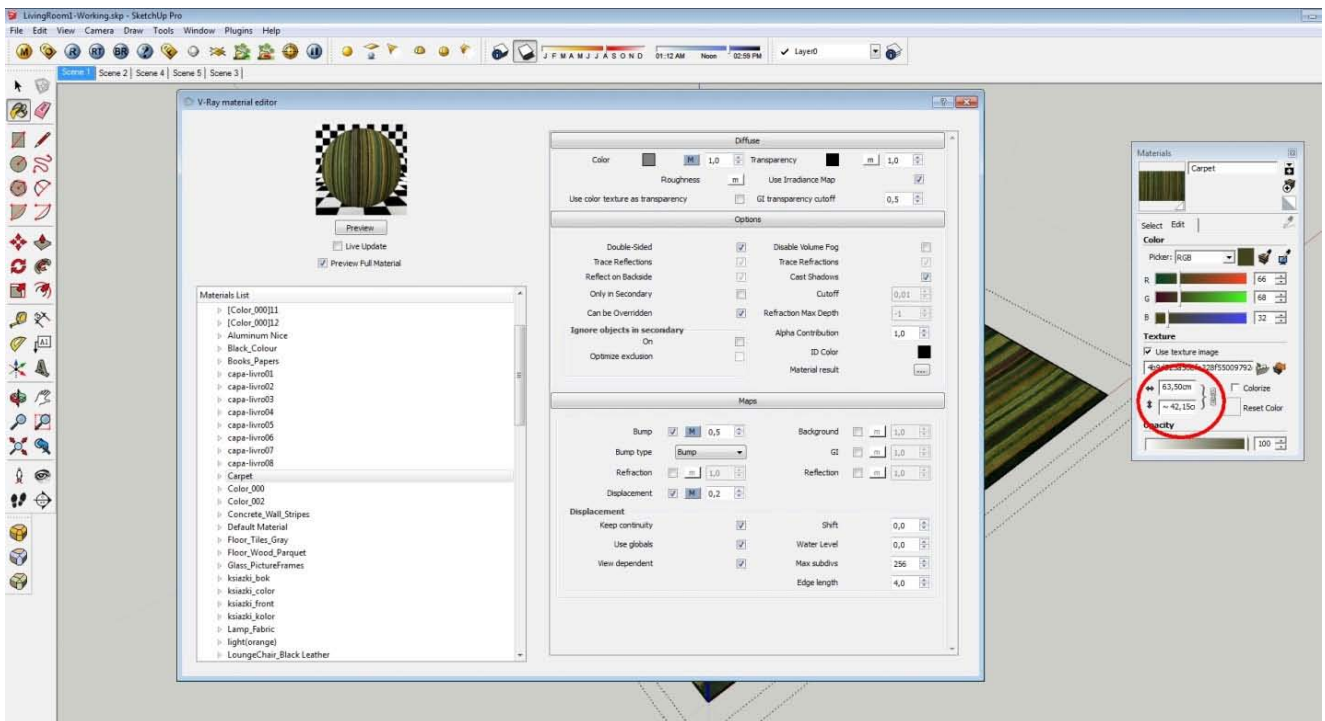 LivingRoom1-Working.skp - SketchUp Pro
File Edit View Camera Draw Tools Window Plugins Help
M R RT BR
J F M A M J J A S O N D 01:12 AM Noon 02:59 PM Layer0
Scene 1 Scene 2 Scene 4 Scene 5 Scene 3
V-Ray material editor
Preview
Live Update
Preview Full Material
Materials List
[Color_000]11
[Color_000]12
Aluminum Nice
Black_Colour
Books_Papers
capa-livro01
capa-livro02
capa-livro03
capa-livro04
capa-livro05
capa-livro06
capa-livro07
capa-livro08
Carpet
Color_000
Color_002
Concrete_Wall_Stripes
Default Material
Floor_Tiles_Gray
Floor_Wood_Parquet
Glass_PictureFrames
ksiazki_bok
ksiazki_color
ksiazki_front
ksiazki_kolor
Lamp_Fabric
light(orange)
LoungeChair_Black Leather
Diffuse
Color M 1,0 Transparency m 1,0
Roughness m Use Irradiance Map
Use color texture as transparency GI transparency cutoff 0,5
Options
Double-Sided Disable Volume Fog
Trace Reflections Trace Refractions
Reflect on Backside Cast Shadows
Only in Secondary Cutoff 0,01
Can be Overridden Refraction Max Depth -1
Ignore objects in secondary Alpha Contribution 1,0
On
ID Color
Optimize exclusion
Material result ...
Maps
Bump M 0,5 Background m 1,0
Bump type Bump GI m 1,0
Refraction m 1,0 Reflection m 1,0
Displacement M 0,2
Displacement
Keep continuity Shift 0,0
Use globals Water Level 0,0
View dependent Max subdivs 256
Edge length 4,0
Materials
Carpet
Select Edit
Color
Picker: RGB
R 66
G 68
B 32
Texture
Use texture image
63,50cm Colorize
~ 42,15c Reset Color
Opacity
100
A1